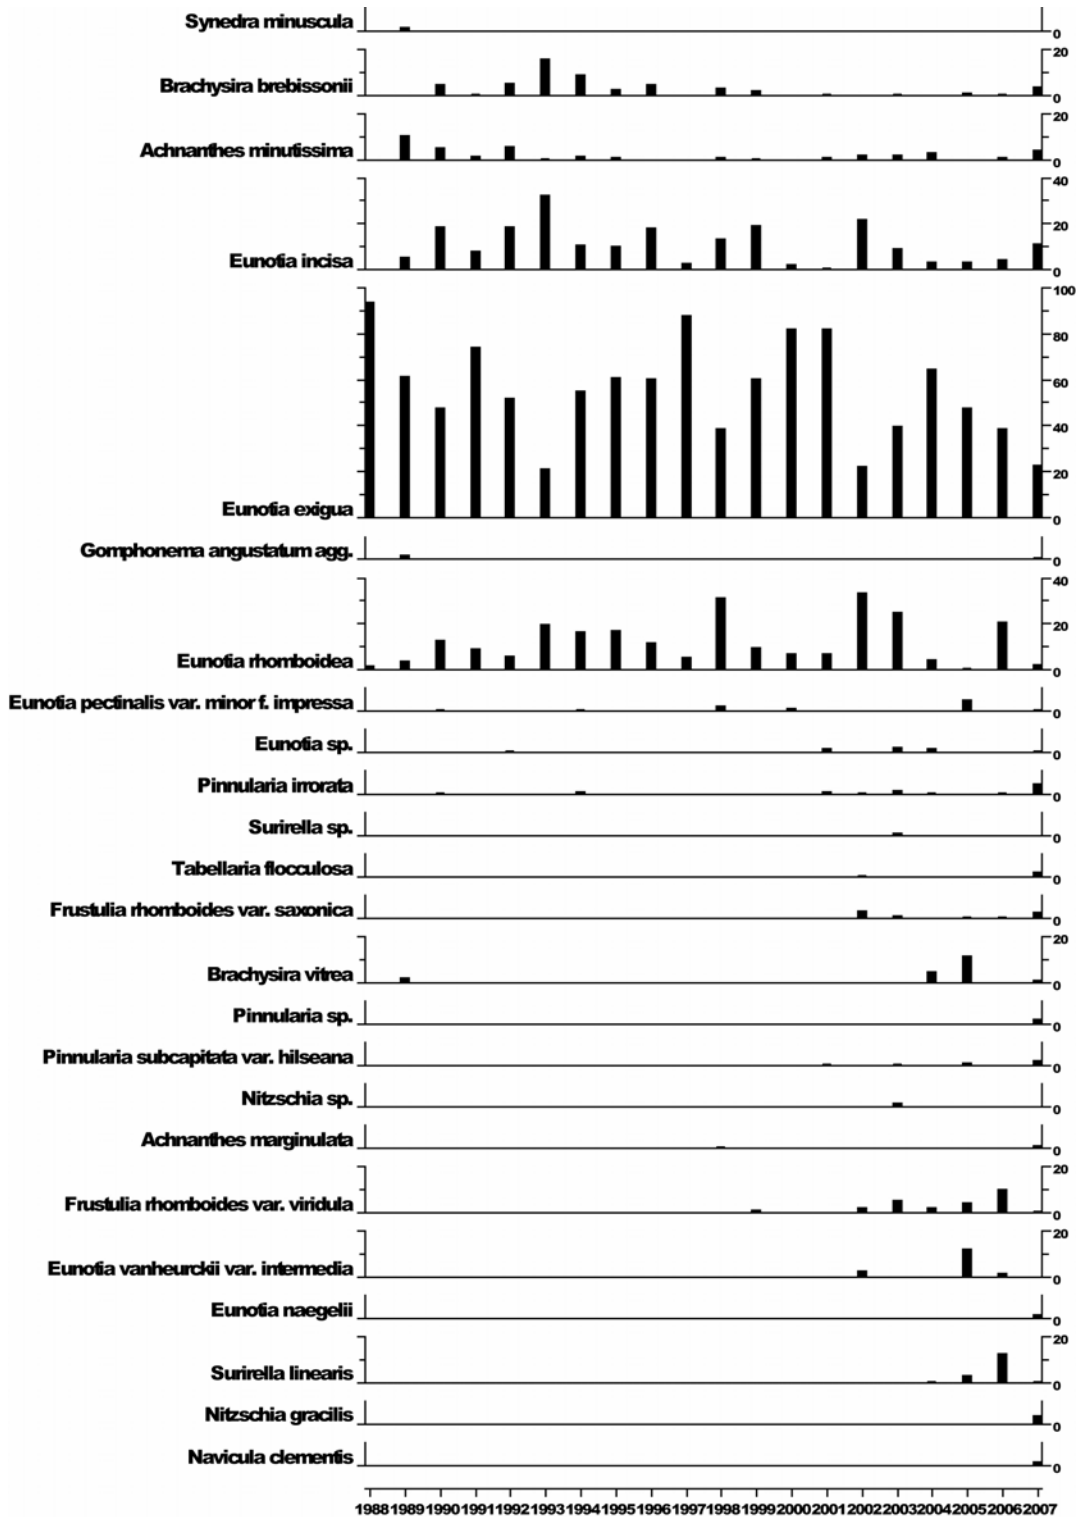 Synedra minuscula
0
20
Brachysira brebissonii
0
20
Achnanthes minutissima
0
40
20
Eunotia incisa
0
100
80
60
40
20
Eunotia exigua
0
Gomphonema angustatum agg.
0
40
20
Eunotia rhomboidea
0
Eunotia pectinalis var. minor f. impressa
0
Eunotia sp.
0
Pinnularia irrorata
0
Surirella sp.
0
Tabellaria flocculosa
0
Frustulia rhomboides var. saxonica
0
20
Brachysira vitrea
0
Pinnularia sp.
0
Pinnularia subcapitata var. hilseana
0
Nitzschia sp.
0
Achnanthes marginulata
0
20
Frustulia rhomboides var. viridula
0
20
Eunotia vanheurckii var. intermedia
0
Eunotia naegelii
0
20
Surirella linearis
0
Nitzschia gracilis
0
Navicula clementis
0
1988 1989 1990 1991 1992 1993 1994 1995 1996 1997 1998 1999 2000 2001 2002 2003 2004 2005 2006 2007